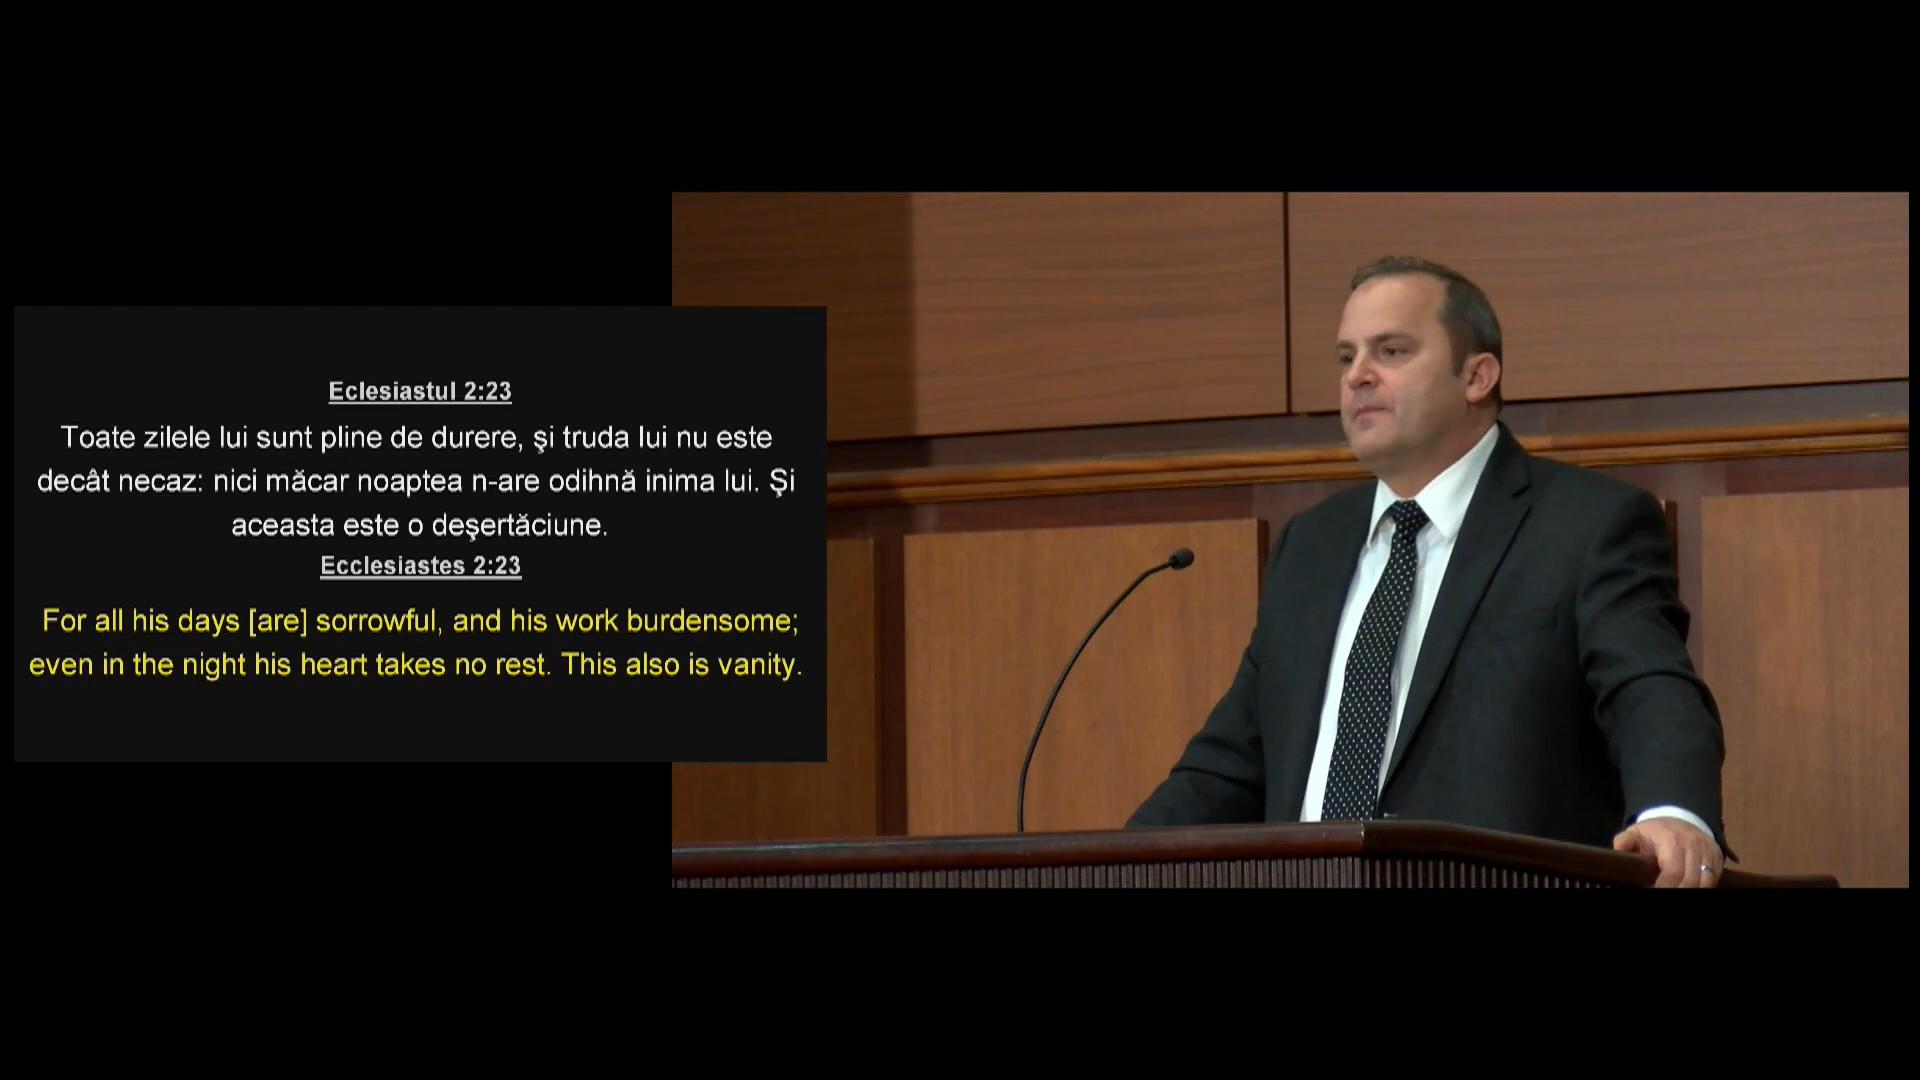 Eclesiastul 2:23
Toate zilele lui sunt pline de durere, şi truda lui nu este
decât necaz: nici măcar noaptea n-are odihnă inima lui. Şi
aceasta este o deşertăciune.
Ecclesiastes 2:23
For all his days [are] sorrowful, and his work burdensome;
even in the night his heart takes no rest. This also is vanity.